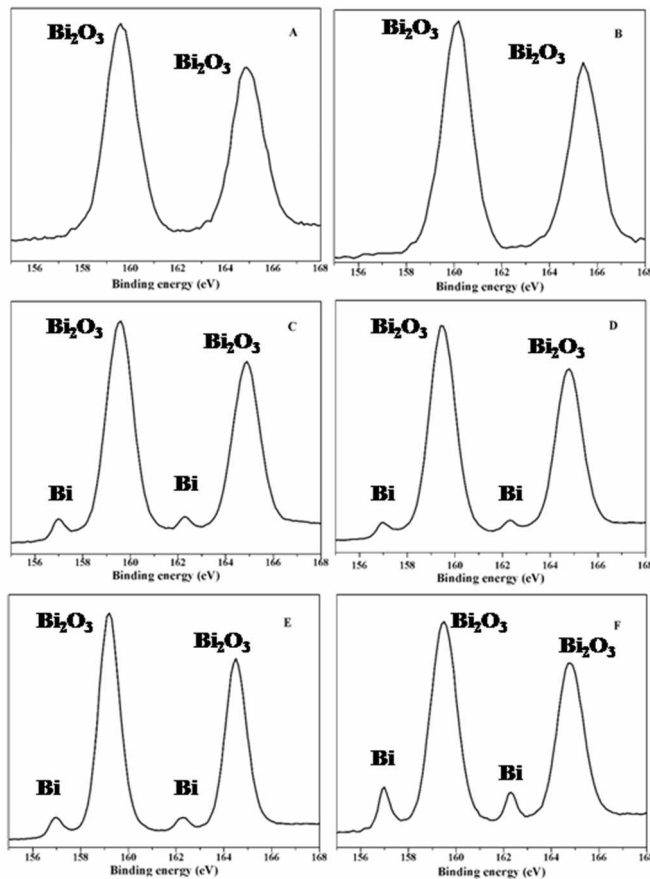 Bi₂O₃ A
Bi₂O₃
156 158 160 162 164 166 168
Binding energy (eV)
Bi₂O₃ B
Bi₂O₃
156 158 160 162 164 166 168
Binding energy (eV)
Bi₂O₃ C
Bi₂O₃
Bi Bi
156 158 160 162 164 166 168
Binding energy (eV)
Bi₂O₃ D
Bi₂O₃
Bi Bi
156 158 160 162 164 166 168
Binding energy (eV)
Bi₂O₃ E
Bi₂O₃
Bi Bi
156 158 160 162 164 166 168
Binding energy (eV)
Bi₂O₃ F
Bi₂O₃
Bi Bi
156 158 160 162 164 166 168
Binding energy (eV)